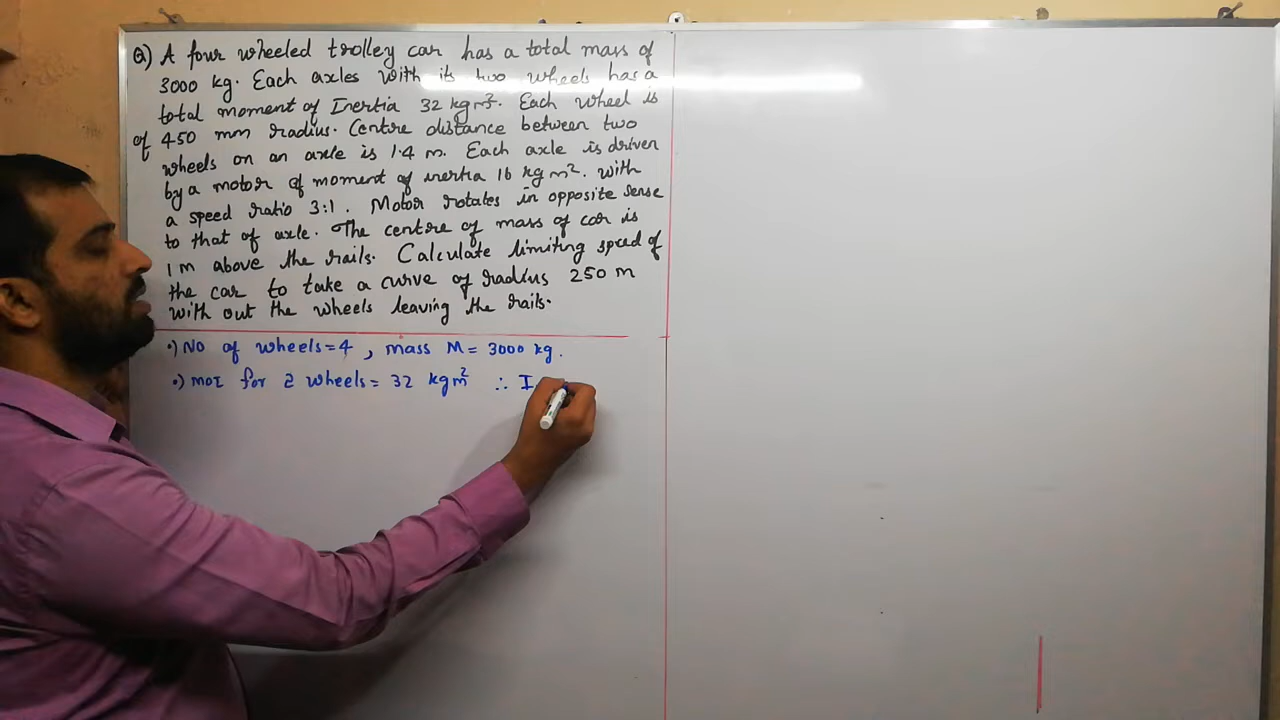 Q) A four wheeled trolley car has a total mass of
3000 kg. Each axles with its two wheels has a
total moment of Inertia 32 kgm². Each wheel is
of 450 mm radius. Centre distance between two
wheels on an axle is 1.4 m. Each axle is driven
by a motor of moment of inertia 16 kgm². with
a speed ratio 3:1. Motor rotates in opposite sense
to that of axle. The centre of mass of car is
1m above the rails. Calculate limiting speed of
the car to take a curve of radius 250 m
with out the wheels leaving the rails.
•) No of wheels=4, mass M= 3000 kg.
•) MOI for 2 wheels= 32 kgm² ∴ I